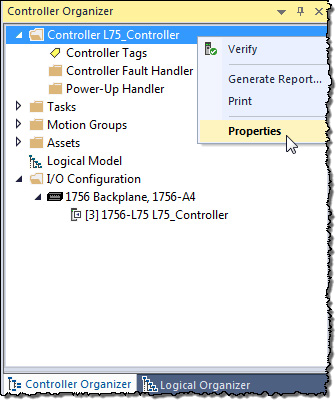 Controller Organizer
Controller L75_Controller
Controller Tags
Controller Fault Handler
Power-Up Handler
Tasks
Motion Groups
Assets
Logical Model
I/O Configuration
1756 Backplane, 1756-A4
[3] 1756-L75 L75_Controller
Verify
Generate Report...
Print
Properties
Controller Organizer
Logical Organizer